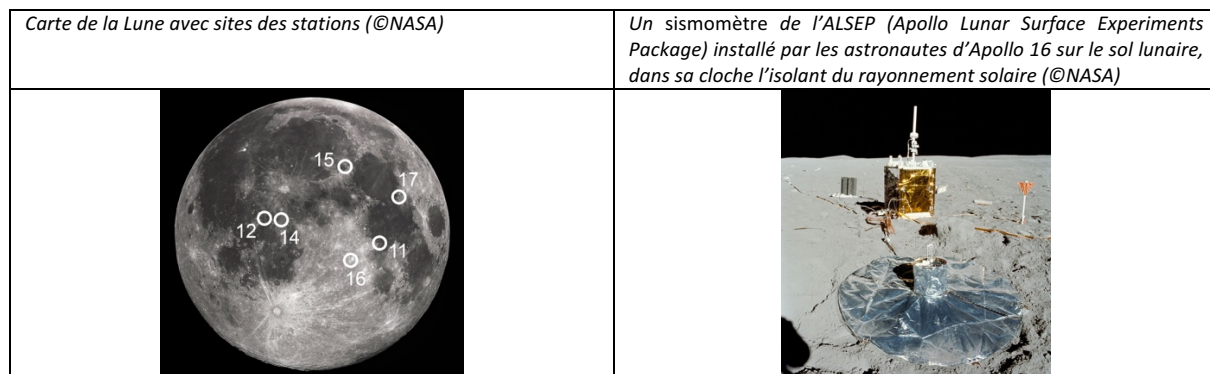 Carte de la Lune avec sites des stations (©NASA)
Un sismomètre de l’ALSEP (Apollo Lunar Surface Experiments
Package) installé par les astronautes d’Apollo 16 sur le sol lunaire,
dans sa cloche l’isolant du rayonnement solaire (©NASA)
15
17
12
14
11
16